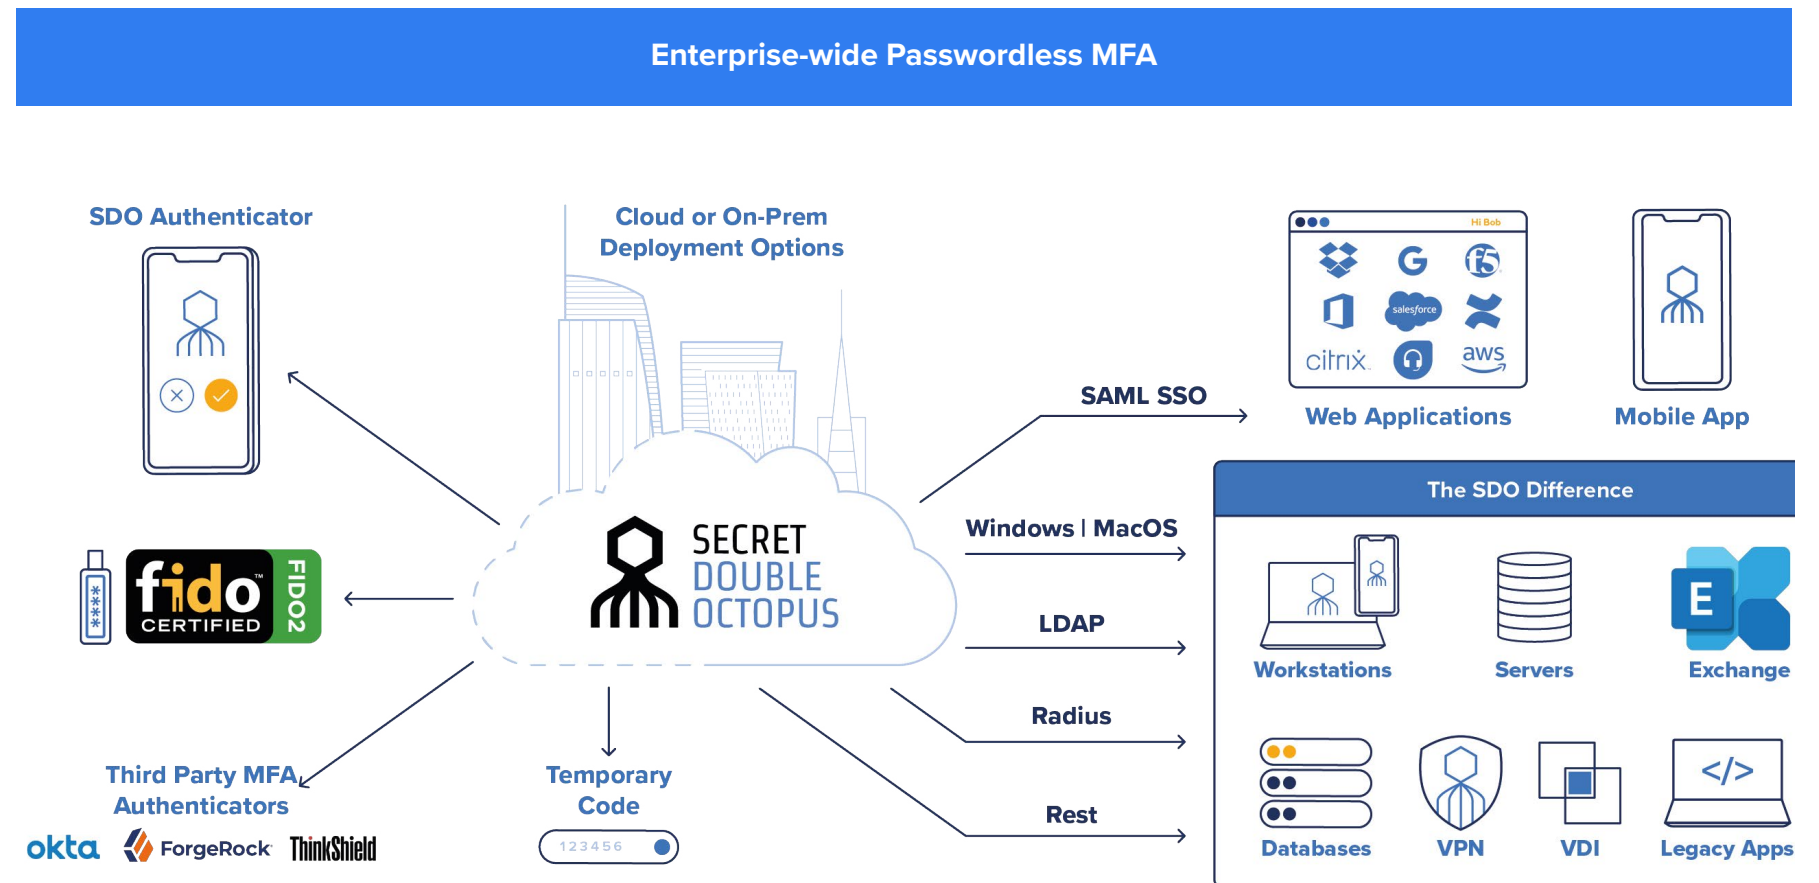 Enterprise-wide Passwordless MFA
SDO Authenticator
Cloud or On-Prem
Deployment Options
Hi Bob
G
f5
salesforce
citrix
aws
Web Applications
Mobile App
SAML SSO
The SDO Difference
Windows | MacOS
SECRET
DOUBLE
OCTOPUS
fido™
CERTIFIED
FIDO2
****
LDAP
E
Workstations
Servers
Exchange
Radius
Third Party MFA
Authenticators
okta
ForgeRock
ThinkShield
Temporary
Code
123456
Rest
</>
Databases
VPN
VDI
Legacy Apps